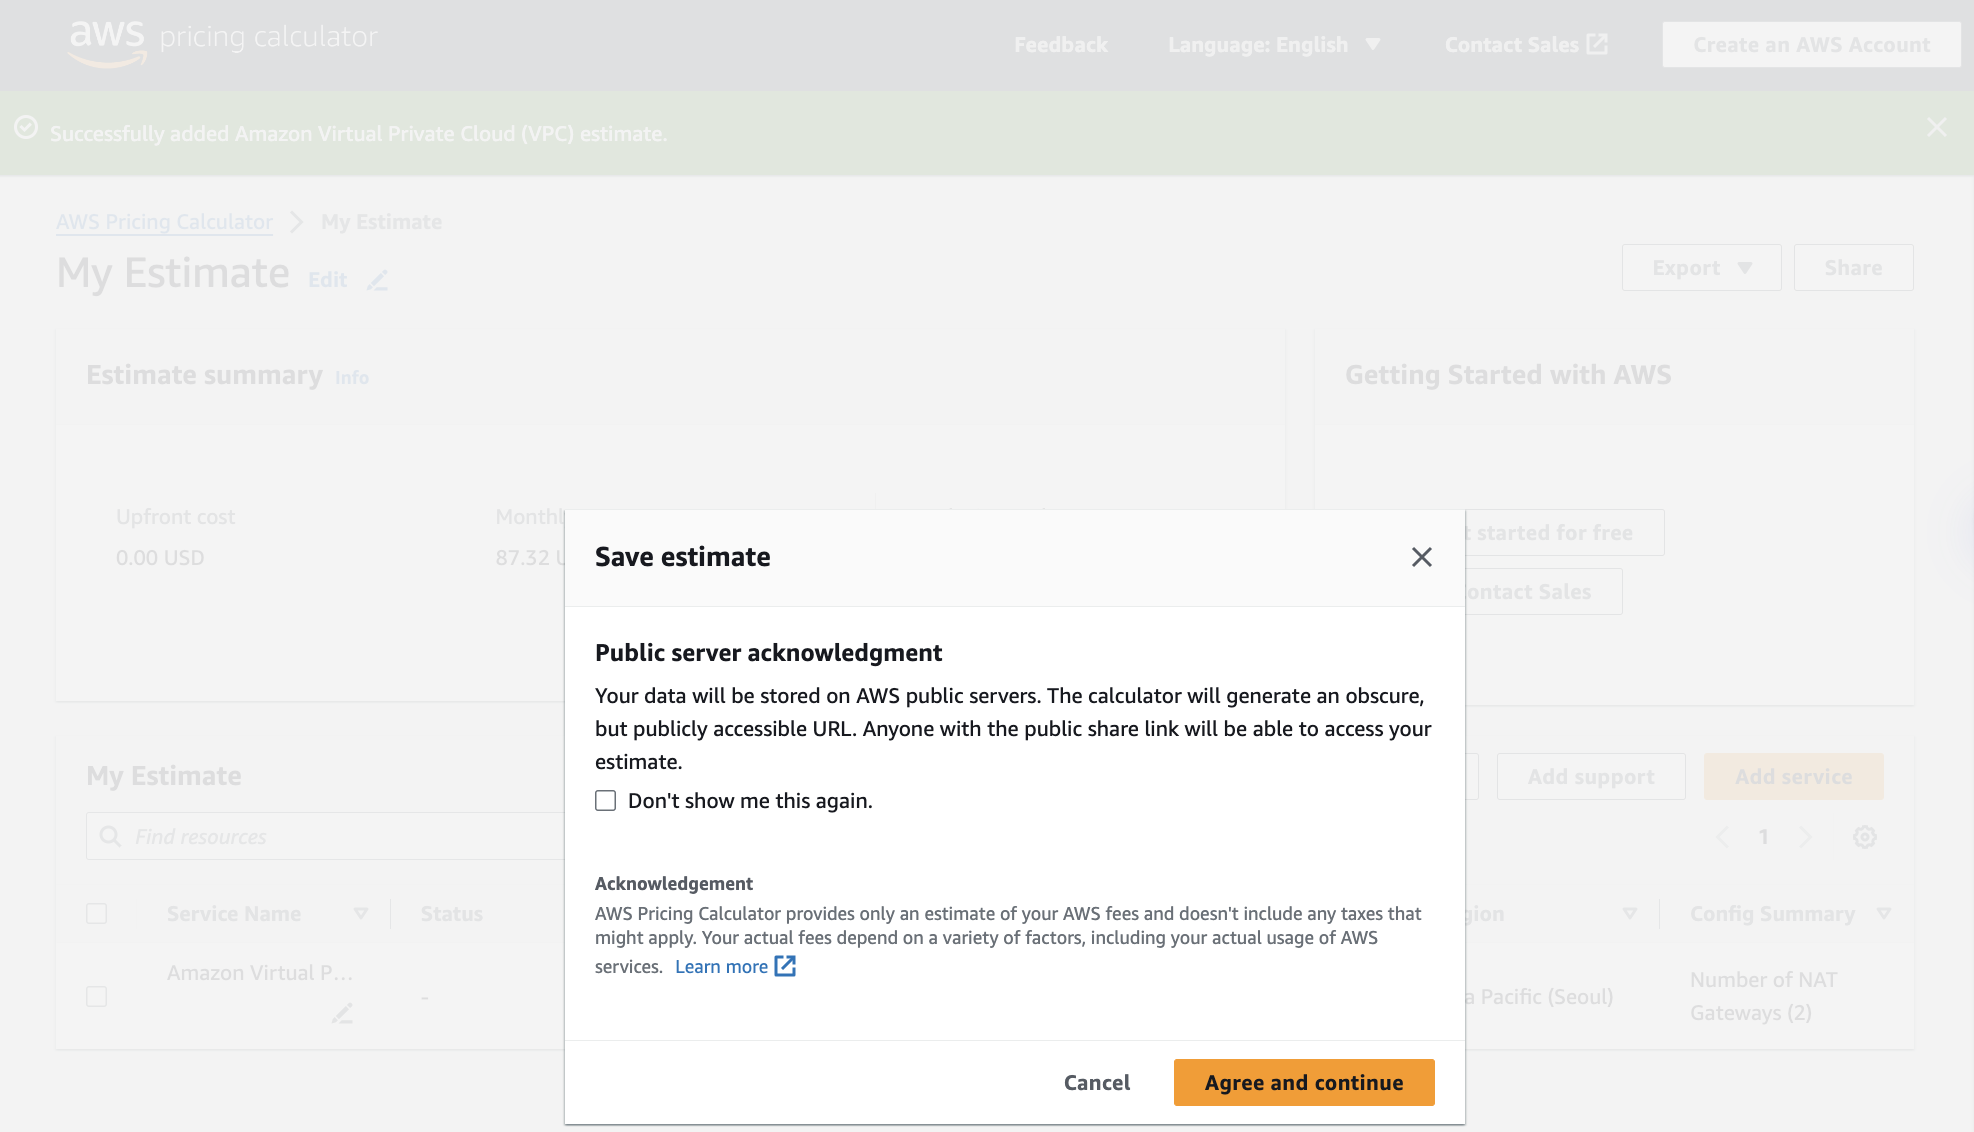 aws pricing calculator
Feedback
Language: English
Contact Sales
Create an AWS Account
Successfully added Amazon Virtual Private Cloud (VPC) estimate.
AWS Pricing Calculator
My Estimate
My Estimate
Edit
Export
Share
Estimate summary
Info
Getting Started with AWS
Upfront cost
0.00 USD
Monthl
87.32 U
t started for free
ontact Sales
Save estimate
Public server acknowledgment
Your data will be stored on AWS public servers. The calculator will generate an obscure,
but publicly accessible URL. Anyone with the public share link will be able to access your
estimate.
Don't show me this again.
Acknowledgement
AWS Pricing Calculator provides only an estimate of your AWS fees and doesn't include any taxes that
might apply. Your actual fees depend on a variety of factors, including your actual usage of AWS
services. Learn more
Cancel
Agree and continue
My Estimate
Add support
Add service
Find resources
1
Service Name
Status
gion
Config Summary
Amazon Virtual P...
-
a Pacific (Seoul)
Number of NAT
Gateways (2)